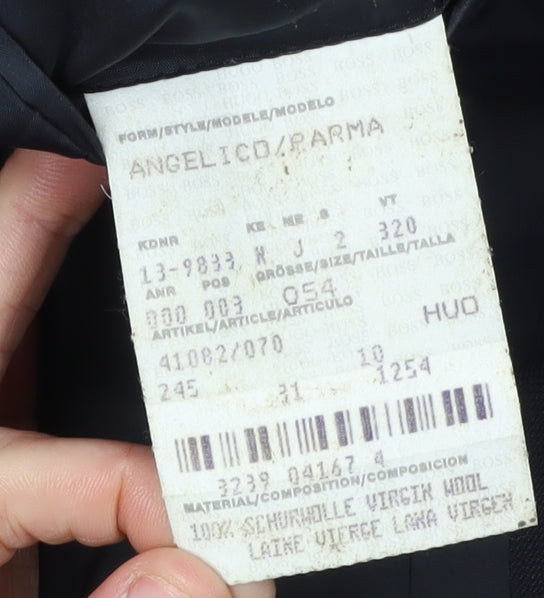 FORM/STYLE/MODELE/MODELO
ANGELICO/PARMA
KDNR KE ME S VT
13-9833 N J 2 320
ANR POS GRÖSSE/SIZE/TAILLE/TALLA
000 003 054
ARTIKEL/ARTICLE/ARTICULO HUO
41082/070 10
245 31 1254
3239 04167 4
MATERIAL/COMPOSITION/COMPOSICION
100% SCHURWOLLE VIRGIN WOOL
LAINE VIERGE LANA VIRGEN